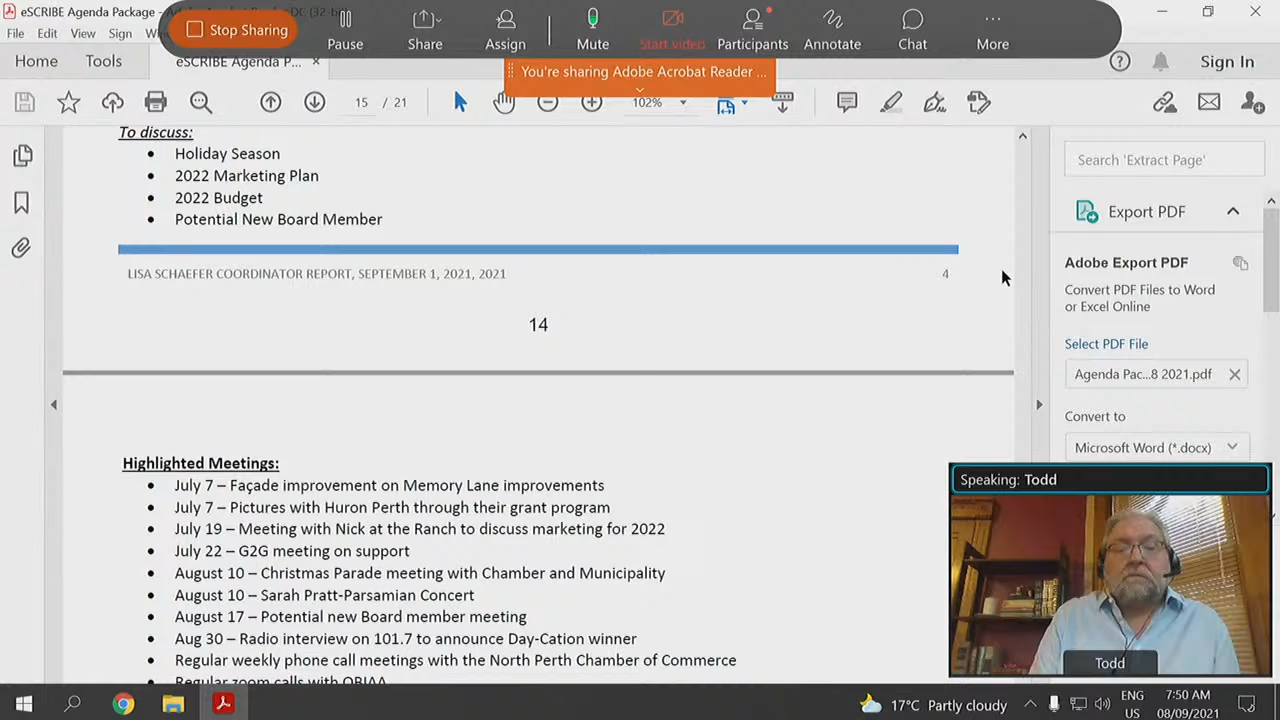 eSCRIBE Agenda Package -
File Edit View Sign
Stop Sharing
Pause
Share
Assign
Mute
Start video
Participants
Annotate
Chat
More
You're sharing Adobe Acrobat Reader ...
Home
Tools
eSCRIBE Agenda P...
Sign In
15 / 21
102%
To discuss:
• Holiday Season
• 2022 Marketing Plan
• 2022 Budget
• Potential New Board Member
LISA SCHAEFER COORDINATOR REPORT, SEPTEMBER 1, 2021, 2021
4
14
Highlighted Meetings:
• July 7 – Façade improvement on Memory Lane improvements
• July 7 – Pictures with Huron Perth through their grant program
• July 19 – Meeting with Nick at the Ranch to discuss marketing for 2022
• July 22 – G2G meeting on support
• August 10 – Christmas Parade meeting with Chamber and Municipality
• August 10 – Sarah Pratt-Parsamian Concert
• August 17 – Potential new Board member meeting
• Aug 30 – Radio interview on 101.7 to announce Day-Cation winner
• Regular weekly phone call meetings with the North Perth Chamber of Commerce
• Regular zoom calls with OBIAA
Search 'Extract Page'
Export PDF
Adobe Export PDF
Convert PDF Files to Word
or Excel Online
Select PDF File
Agenda Pac...8 2021.pdf
Convert to
Microsoft Word (*.docx)
Speaking: Todd
Todd
17°C Partly cloudy
ENG
US
7:50 AM
08/09/2021